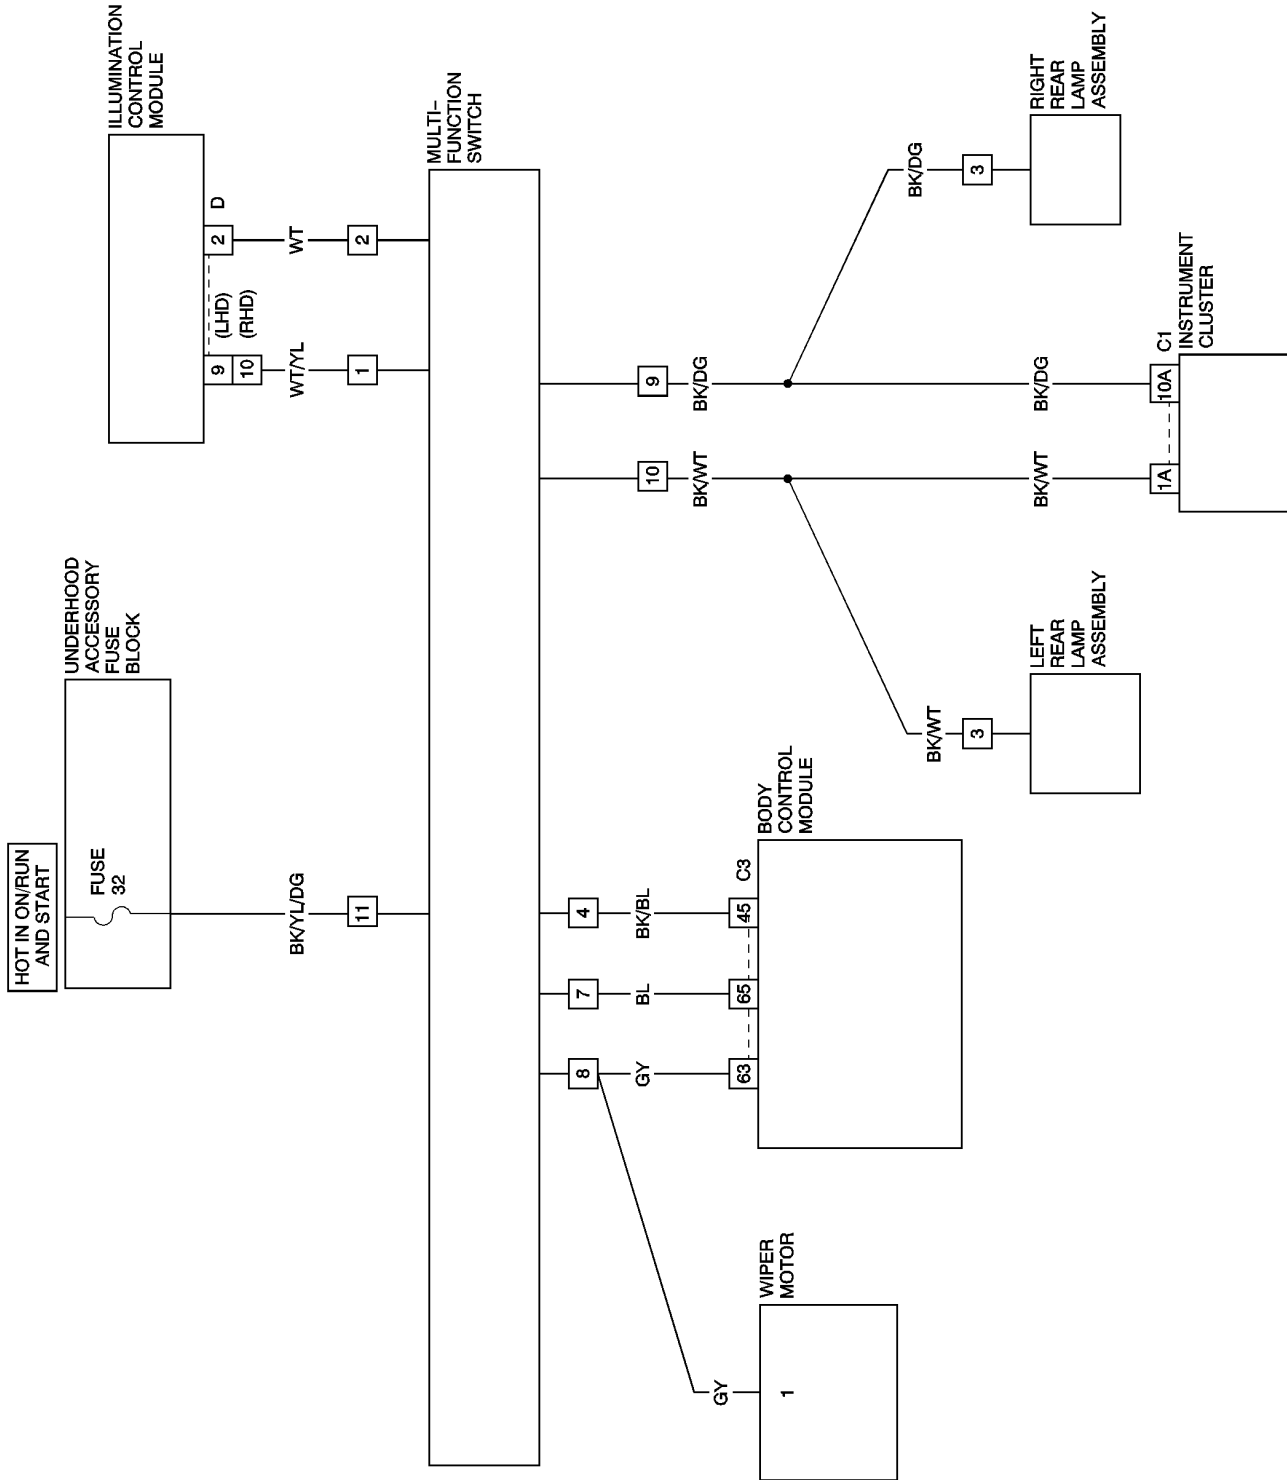 HOT IN ON/RUN
AND START
UNDERHOOD
ACCESSORY
FUSE
BLOCK
FUSE
32
ILLUMINATION
CONTROL
MODULE
9
10
(LHD)
(RHD)
2
D
BK/YL/DG
WT/YL
WT
11
1
2
MULTI-
FUNCTION
SWITCH
8
7
4
10
9
GY
BL
BK/BL
BK/WT
BK/DG
63
65
45
C3
BODY
CONTROL
MODULE
GY
WIPER
MOTOR
1
BK/WT
3
LEFT
REAR
LAMP
ASSEMBLY
BK/DG
3
RIGHT
REAR
LAMP
ASSEMBLY
BK/WT
BK/DG
1A
10A
C1
INSTRUMENT
CLUSTER